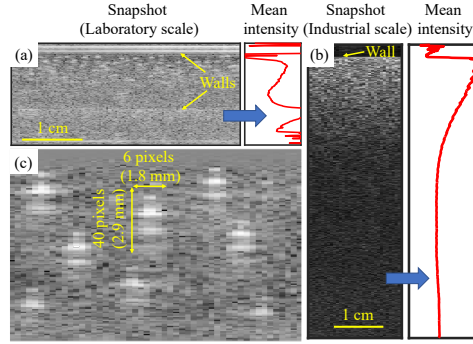 Snapshot
(Laboratory scale)
Mean
intensity
Snapshot
(Industrial scale)
Mean
intensity
(a)
Walls
1 cm
(b)
Wall
1 cm
(c)
6 pixels
(1.8 mm)
40 pixels
(2.9 mm)